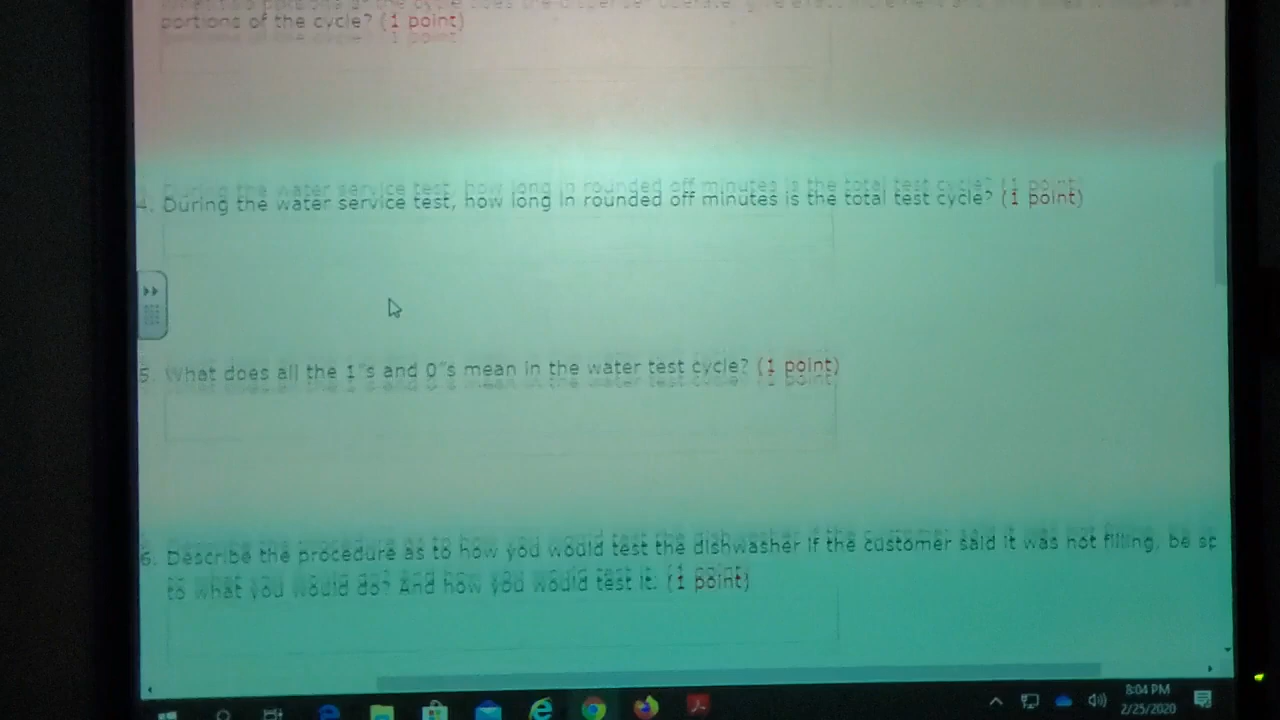 portions of the cycle? (1 point)
4. During the water service test, how long in rounded off minutes is the total test cycle? (1 point)
5. What does all the 1"s and 0"s mean in the water test cycle? (1 point)
6. Describe the procedure as to how you would test the dishwasher if the customer said it was not filling, be sp
to what you would do? And how you would test it. (1 point)
8:04 PM
2/25/2020